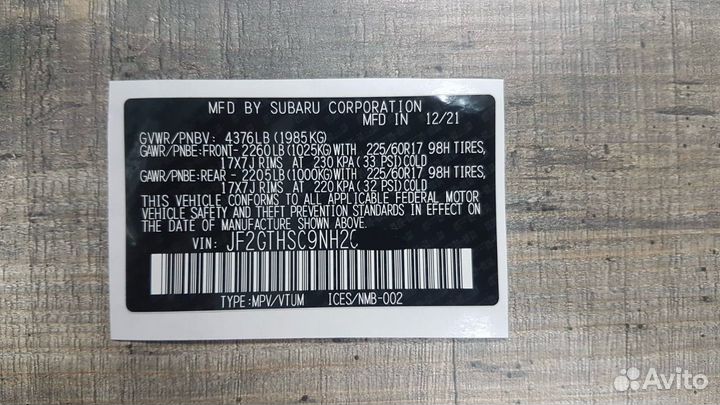 MFD BY SUBARU CORPORATION
MFD IN 12/21
GVWR/PNBV: 4376LB(1985KG)
GAWR/PNBE:FRONT-2260LB(1025KG)WITH 225/60R17 98H TIRES,
17X7J RIMS AT 230 KPA(33 PSI)COLD
GAWR/PNBE:REAR - 2205LB(1000KG)WITH 225/60R17 98H TIRES,
17X7J RIMS AT 220 KPA(32 PSI)COLD
THIS VEHICLE CONFORMS TO ALL APPLICABLE FEDERAL MOTOR
VEHICLE SAFETY AND THEFT PREVENTION STANDARDS IN EFFECT ON
THE DATE OF MANUFACTURE SHOWN ABOVE.
VIN: JF2GTHSC9NH2C
TYPE:MPV/VTUM ICES/NMB-002
Avito